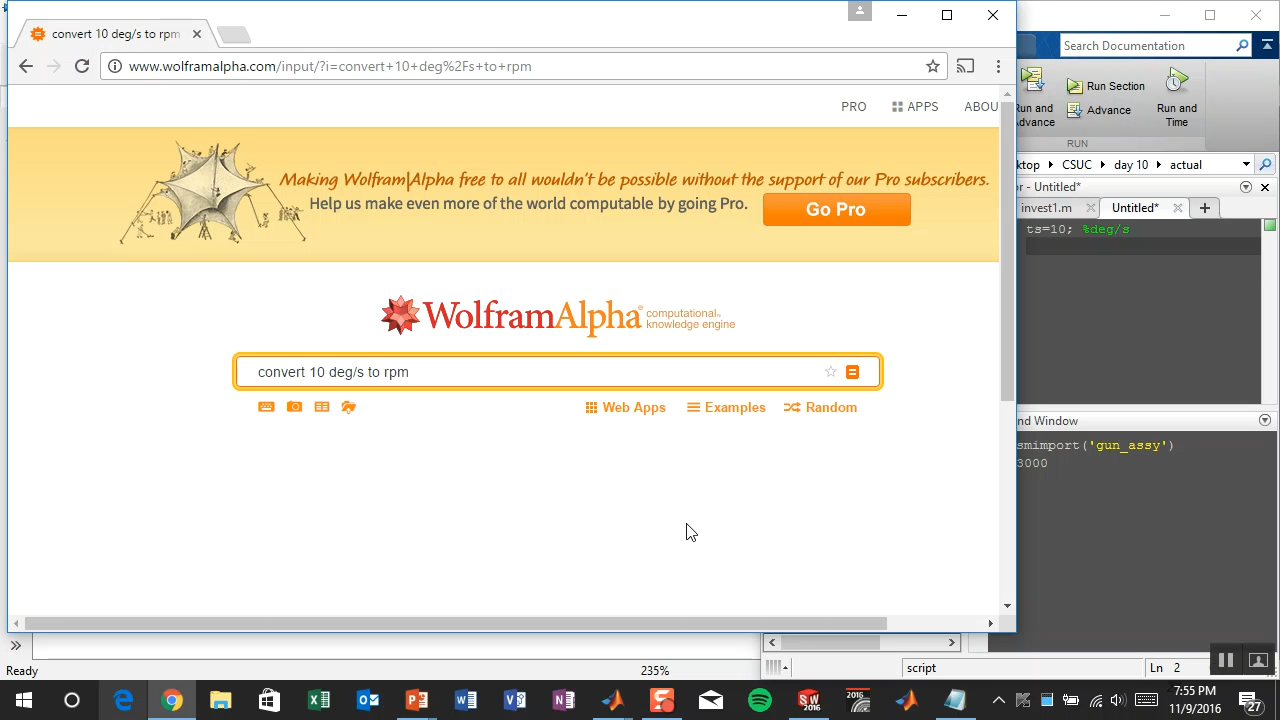 convert 10 deg/s to rpm
www.wolframalpha.com/input/?i=convert+10+deg%2Fs+to+rpm
PRO APPS ABOU
Making Wolfram|Alpha free to all wouldn't be possible without the support of our Pro subscribers.
Help us make even more of the world computable by going Pro.
Go Pro
WolframAlpha computational knowledge engine
convert 10 deg/s to rpm
Web Apps Examples Random
Search Documentation
Run and Advance
Run Section
Advance
Run and Time
RUN
ktop CSUC day 10 actual
or - Untitled*
invest1.m Untitled*
ts=10; %deg/s
nd Window
smimport('gun_assy')
3000
Ready 235%
script Ln 2
7:55 PM
11/9/2016
27